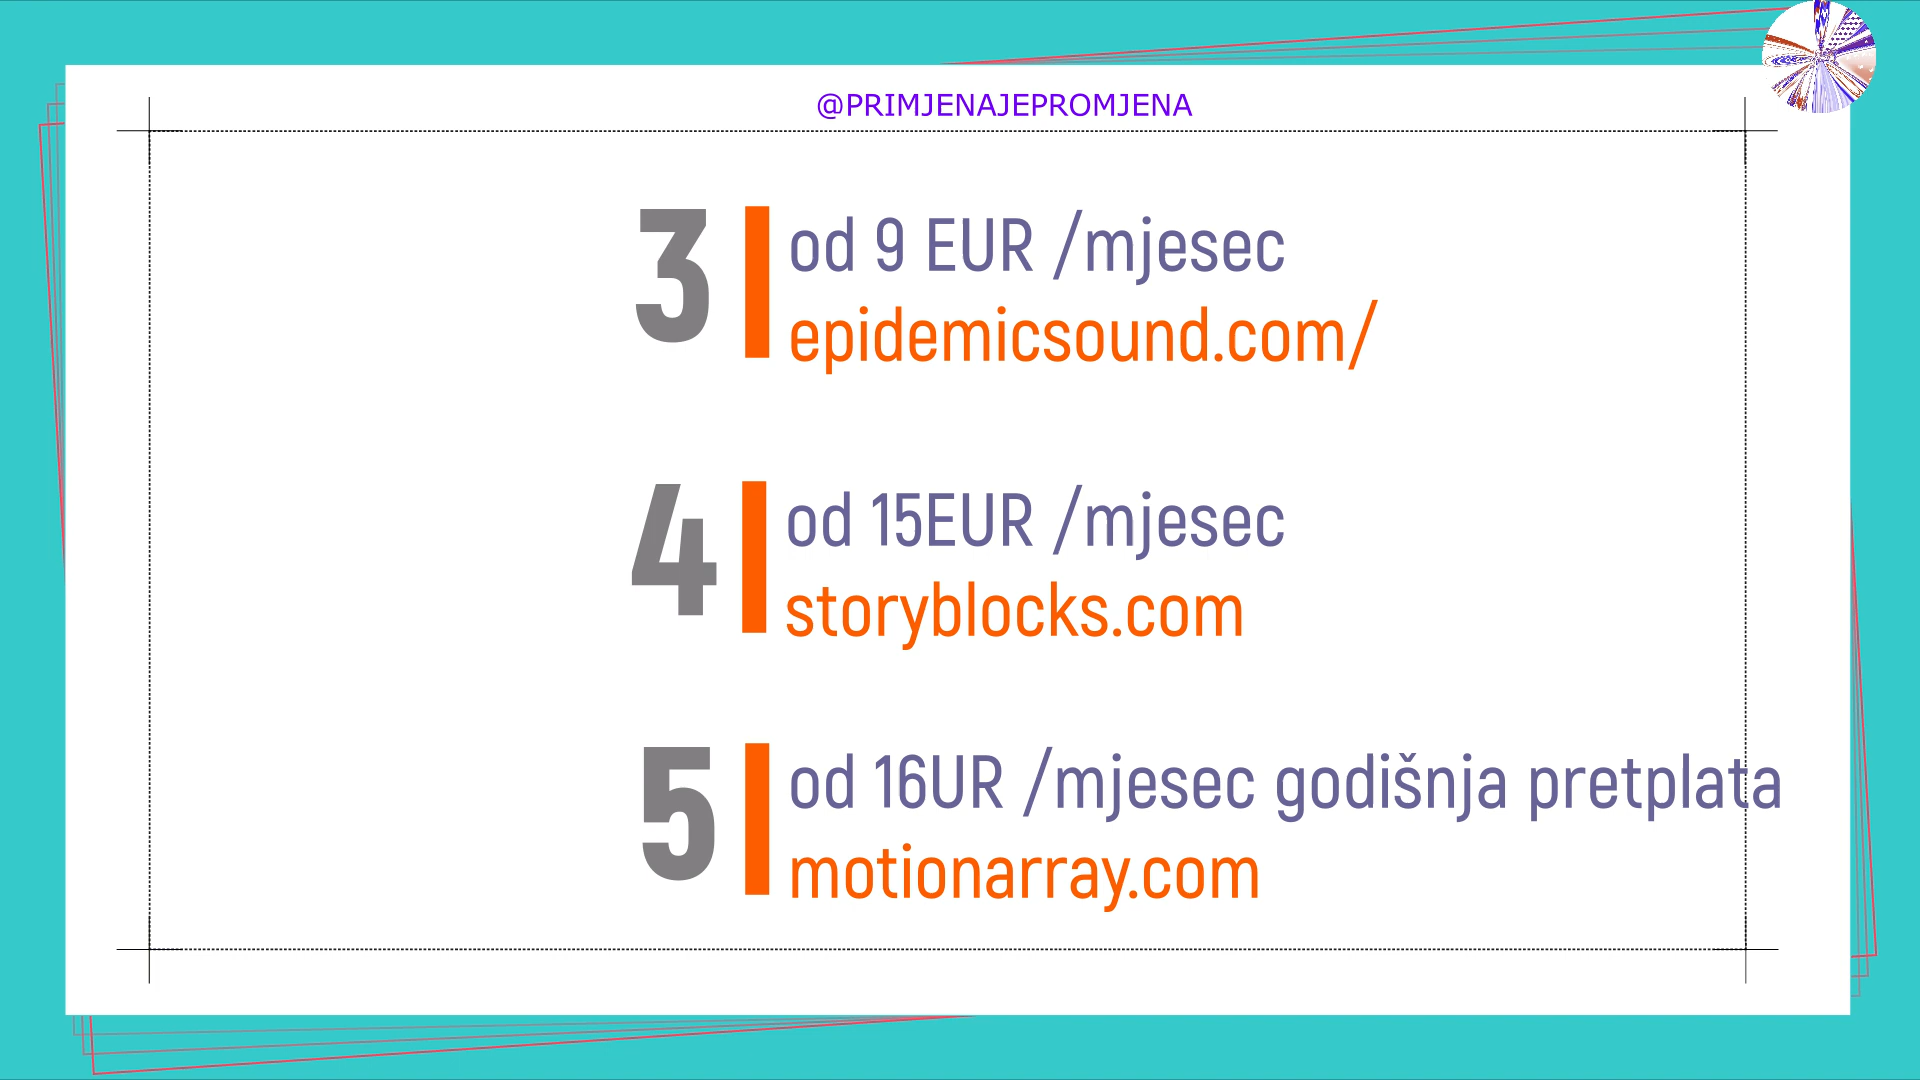 @PRIMJENAJEPROMJENA
3
od 9 EUR /mjesec
epidemicsound.com/
4
od 15EUR /mjesec
storyblocks.com
5
od 16UR /mjesec godišnja pretplata
motionarray.com